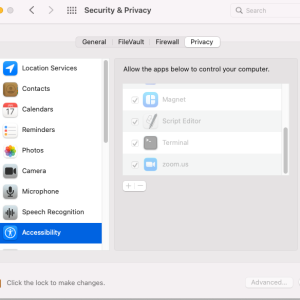 Security & Privacy
Search
General
FileVault
Firewall
Privacy
Location Services
Contacts
Calendars
Reminders
Photos
Camera
Microphone
Speech Recognition
Accessibility
Allow the apps below to control your computer.
Magnet
Script Editor
Terminal
zoom.us
Click the lock to make changes.
Advanced...